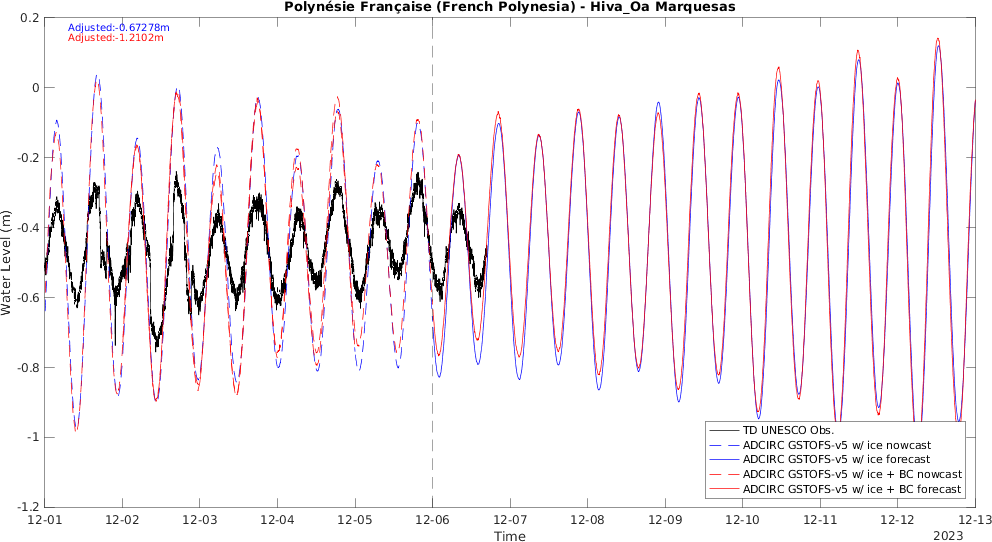 Polynésie Française (French Polynesia) - Hiva_Oa Marquesas
Adjusted:-0.67278m
Adjusted:-1.2102m
0.2
0
-0.2
-0.4
-0.6
-0.8
-1
-1.2
Water Level (m)
TD UNESCO Obs.
ADCIRC GSTOFS-v5 w/ ice nowcast
ADCIRC GSTOFS-v5 w/ ice forecast
ADCIRC GSTOFS-v5 w/ ice + BC nowcast
ADCIRC GSTOFS-v5 w/ ice + BC forecast
12-01 12-02 12-03 12-04 12-05 12-06 12-07 12-08 12-09 12-10 12-11 12-12 12-13
Time
2023